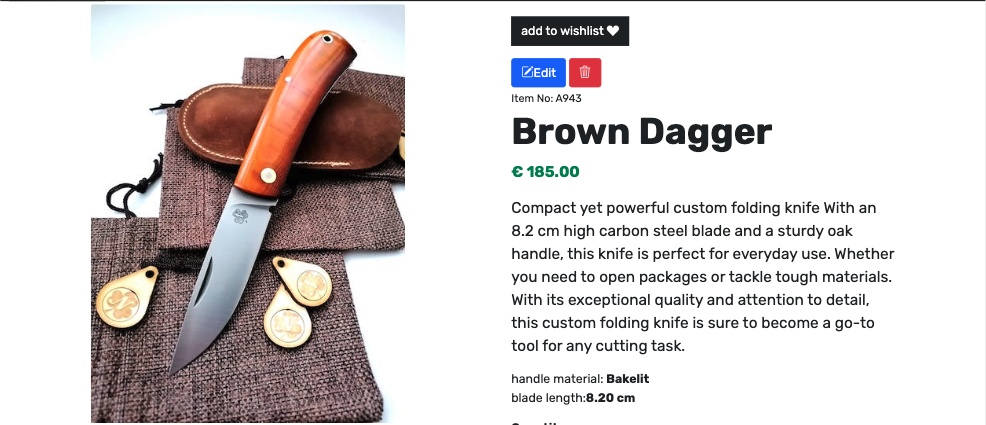 add to wishlist
Edit
Item No: A943
Brown Dagger
€ 185.00
Compact yet powerful custom folding knife With an
8.2 cm high carbon steel blade and a sturdy oak
handle, this knife is perfect for everyday use. Whether
you need to open packages or tackle tough materials.
With its exceptional quality and attention to detail,
this custom folding knife is sure to become a go-to
tool for any cutting task.
handle material: Bakelit
blade length:8.20 cm